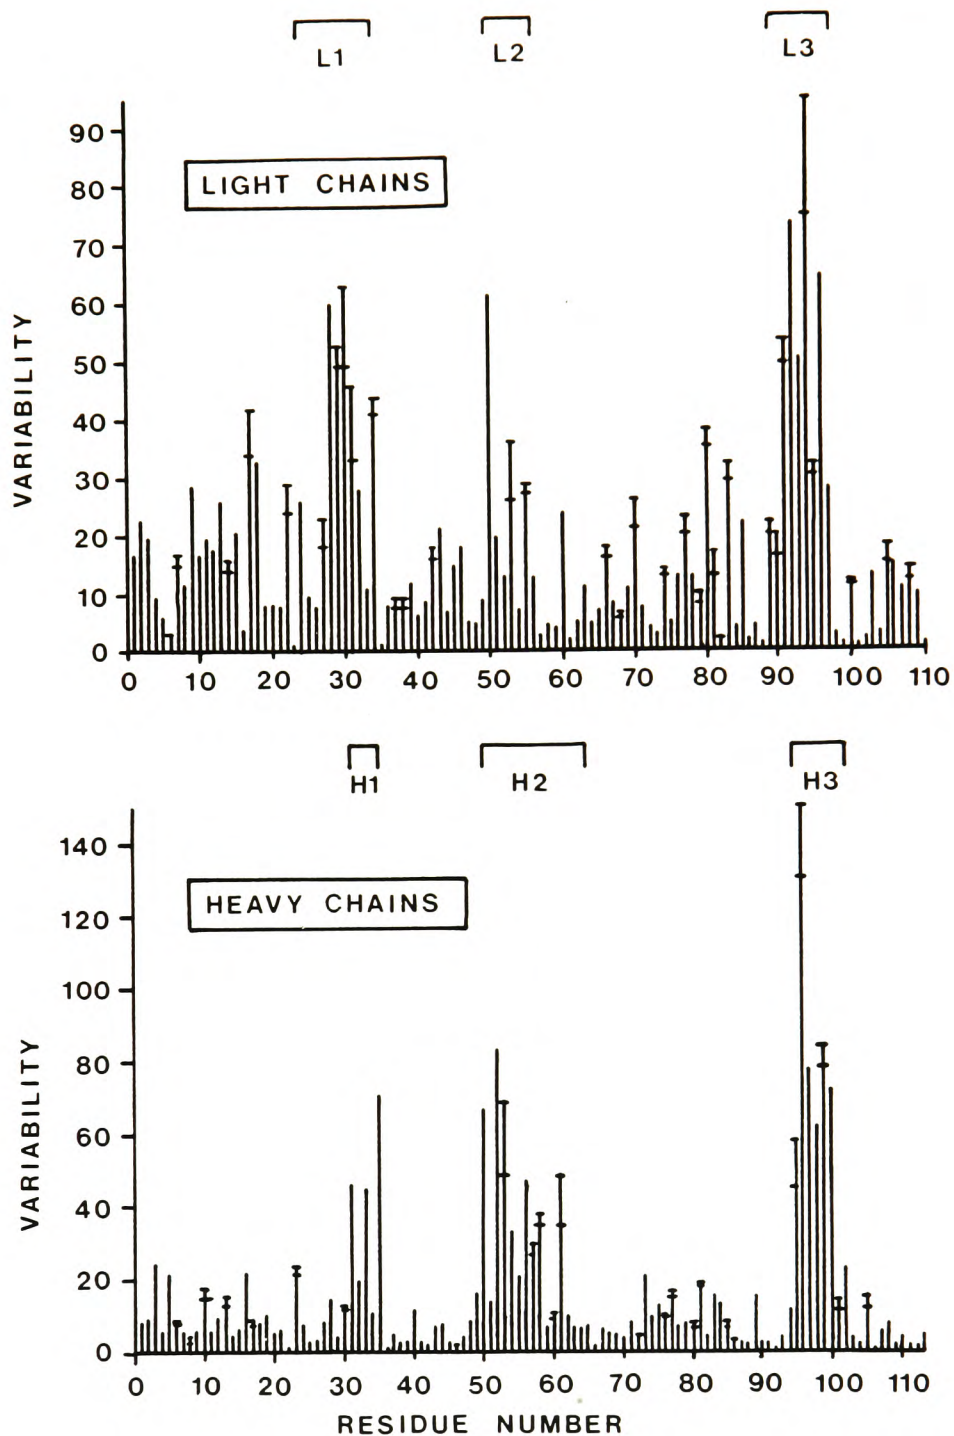 L1 L2 L3
90
80
70
60
50
40
30
20
10
0
VARIABILITY
LIGHT CHAINS
0 10 20 30 40 50 60 70 80 90 100 110
H1 H2 H3
140
120
100
80
60
40
20
0
VARIABILITY
HEAVY CHAINS
0 10 20 30 40 50 60 70 80 90 100 110
RESIDUE NUMBER